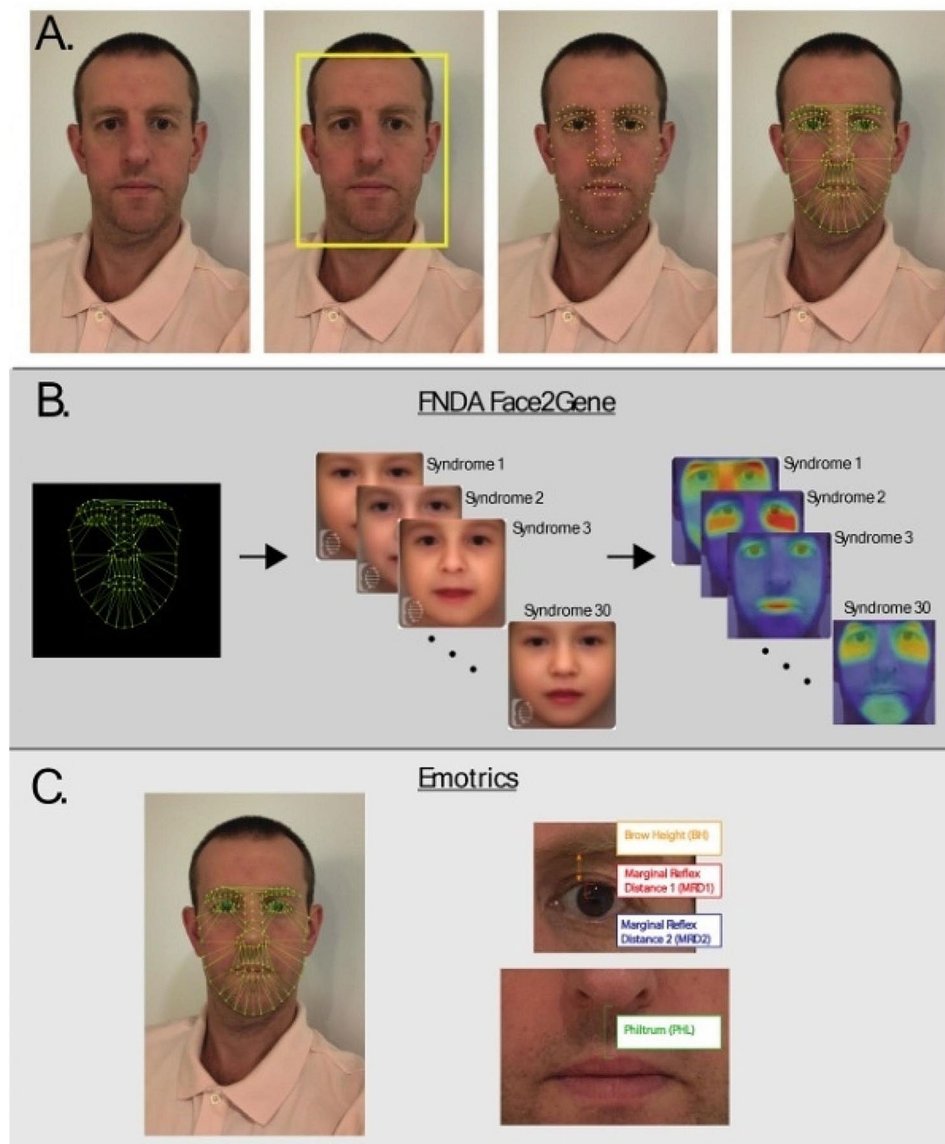 A.
B.
FNDA Face2Gene
Syndrome 1
Syndrome 2
Syndrome 3
Syndrome 30
Syndrome 1
Syndrome 2
Syndrome 3
Syndrome 30
C.
Emotrics
Brow Height (BH)
Marginal Reflex
Distance 1 (MRD1)
Marginal Reflex
Distance 2 (MRD2)
Philtrum (PHL)